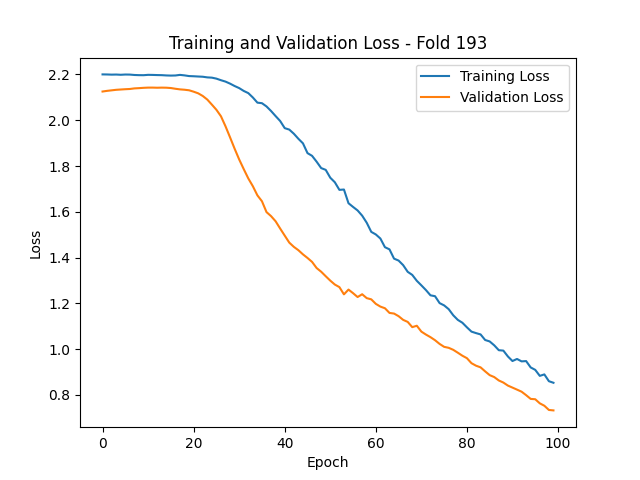 Training and Validation Loss - Fold 193
Training Loss
Validation Loss
2.2
2.0
1.8
1.6
1.4
1.2
1.0
0.8
Loss
0 20 40 60 80 100
Epoch